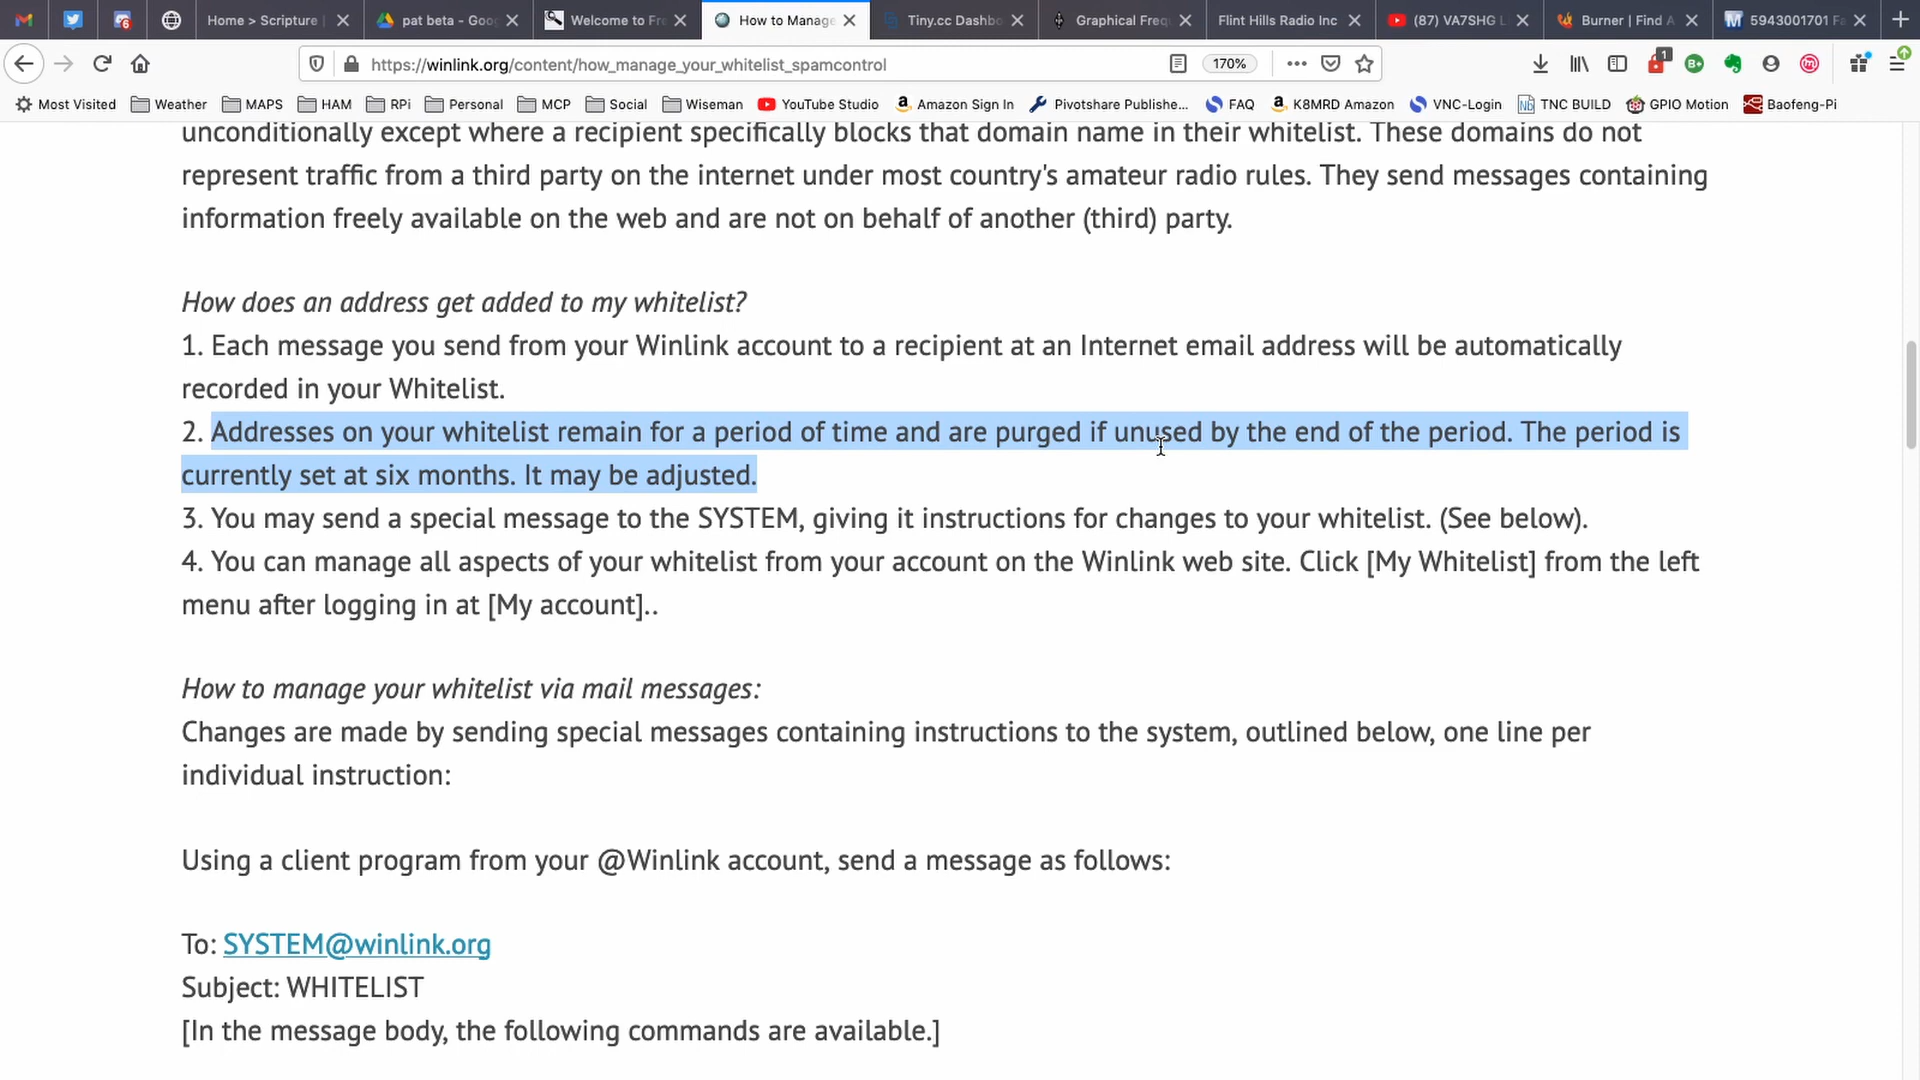 Home > Scripture
pat beta - Goo
Welcome to Fre
How to Manage
Tiny.cc Dashbo
Graphical Freq
Flint Hills Radio Inc
(87) VA7SHG L
Burner | Find A
5943001701 Fa
https://winlink.org/content/how_manage_your_whitelist_spamcontrol
170%
1
Most Visited
Weather
MAPS
HAM
RPi
Personal
MCP
Social
Wiseman
YouTube Studio
Amazon Sign In
Pivotshare Publishe...
FAQ
K8MRD Amazon
VNC-Login
TNC BUILD
GPIO Motion
Baofeng-Pi
unconditionally except where a recipient specifically blocks that domain name in their whitelist. These domains do not
represent traffic from a third party on the internet under most country's amateur radio rules. They send messages containing
information freely available on the web and are not on behalf of another (third) party.
How does an address get added to my whitelist?
1. Each message you send from your Winlink account to a recipient at an Internet email address will be automatically
recorded in your Whitelist.
2. Addresses on your whitelist remain for a period of time and are purged if unused by the end of the period. The period is
currently set at six months. It may be adjusted.
3. You may send a special message to the SYSTEM, giving it instructions for changes to your whitelist. (See below).
4. You can manage all aspects of your whitelist from your account on the Winlink web site. Click [My Whitelist] from the left
menu after logging in at [My account]..
How to manage your whitelist via mail messages:
Changes are made by sending special messages containing instructions to the system, outlined below, one line per
individual instruction:
Using a client program from your @Winlink account, send a message as follows:
To: SYSTEM@winlink.org
Subject: WHITELIST
[In the message body, the following commands are available.]